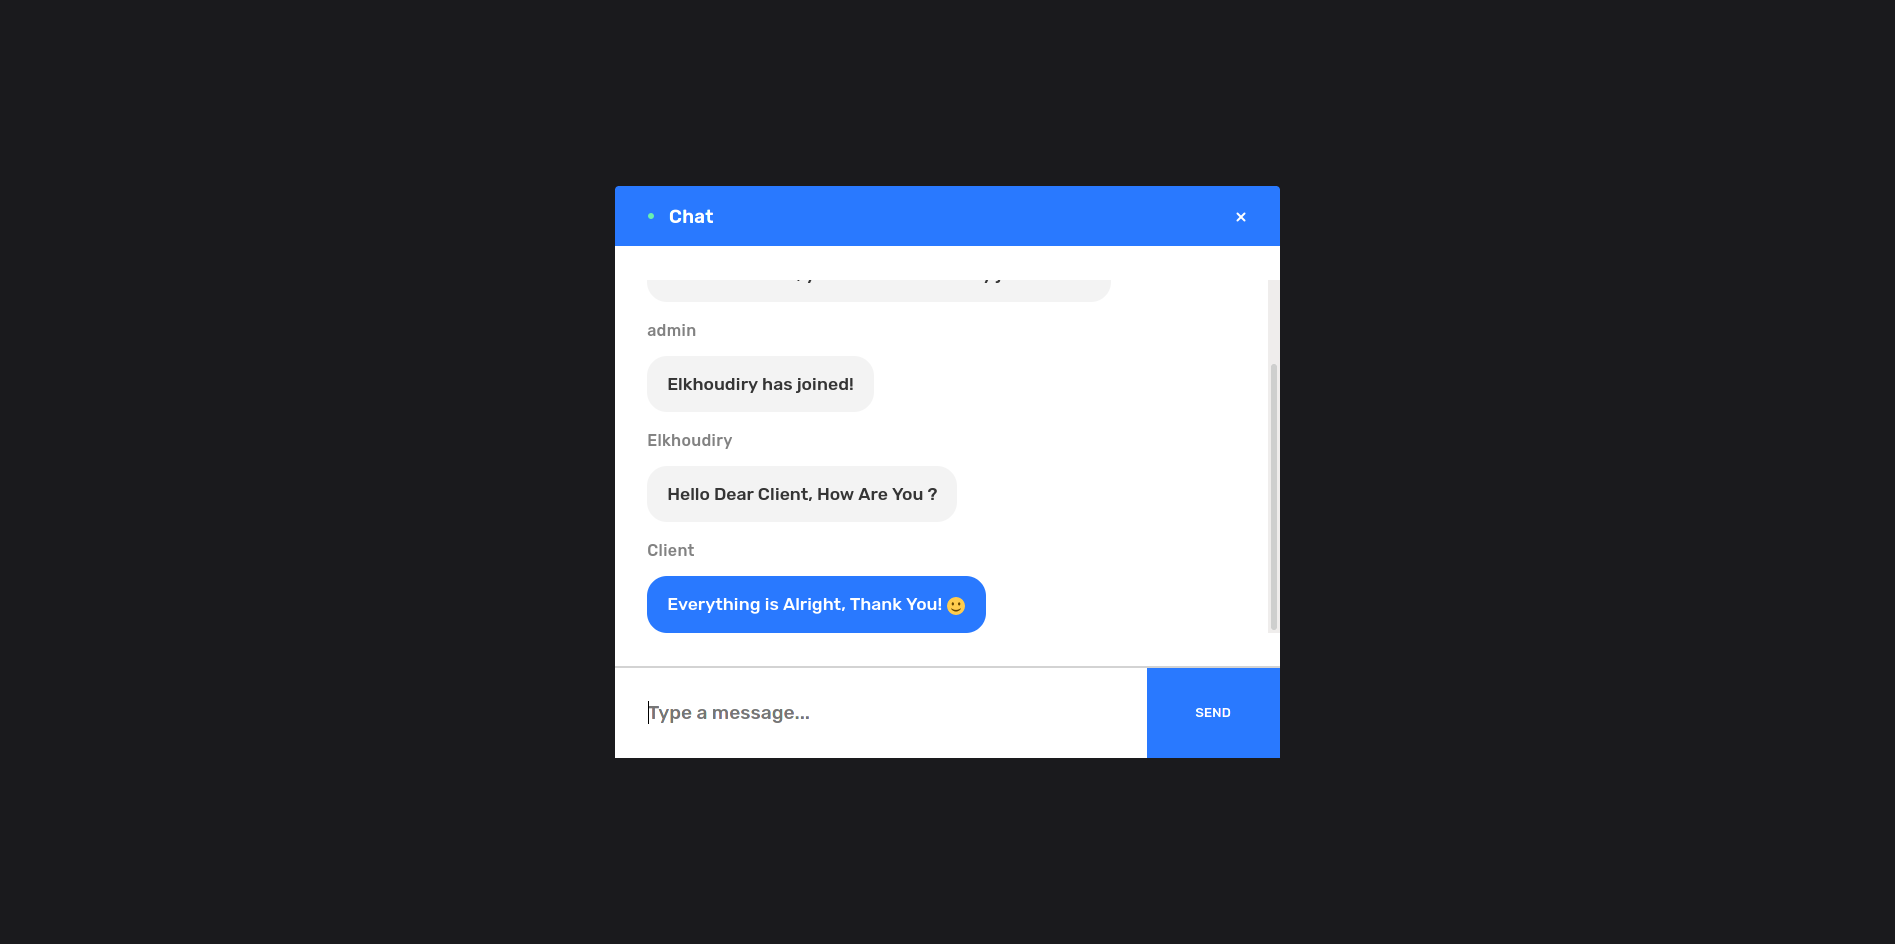 Chat
admin
Elkhoudiry has joined!
Elkhoudiry
Hello Dear Client, How Are You ?
Client
Everything is Alright, Thank You! 🙂
Type a message...
SEND